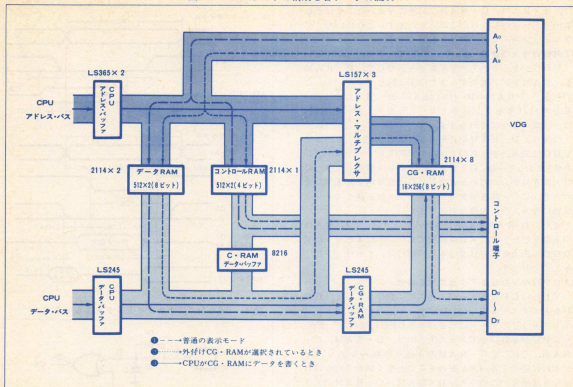 LS365×2
CPU
アドレス・バス
CPU
アドレス・バッファ
LS157×3
アドレス・マルチプレクサ
A₀
〜
VDG
2114×2
データRAM
512×2(8ビット)
コントロールRAM
512×2(4ビット)
2114×1
2114×8
CG・RAM
16×256(8ビット)
コントロール端子
C・RAM
データ・バッファ
8216
LS245
CPU
データ・バス
CPU
データ・バッファ
LS245
CG・RAM
データ・バッファ
D₀
〜
D₇
❶----→普通の表示モード
❷-・-→外付けCG・RAMが選択されているとき
❸──→CPUがCG・RAMにデータを書くとき